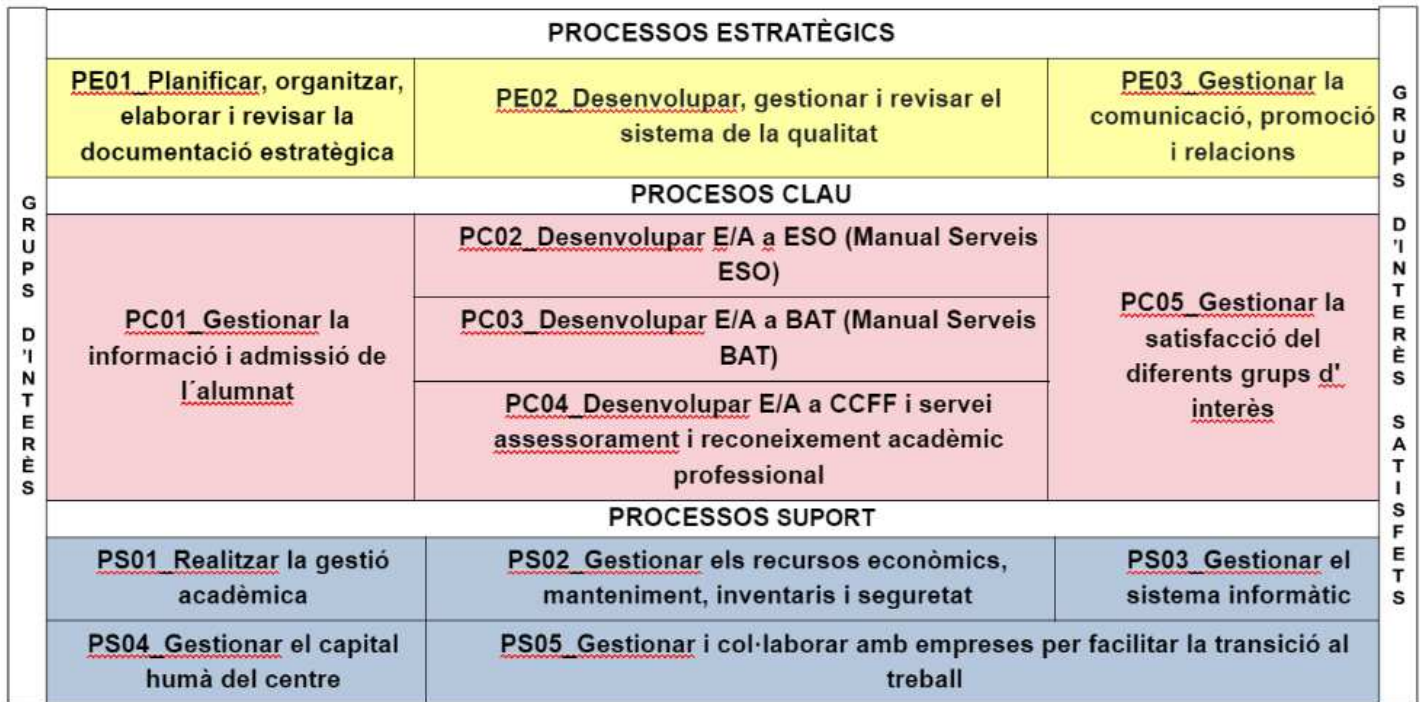 PROCESSOS ESTRATÈGICS
PE01_Planificar, organitzar,
elaborar i revisar la
documentació estratègica
PE02_Desenvolupar, gestionar i revisar el
sistema de la qualitat
PE03_Gestionar la
comunicació, promoció
i relacions
PROCESOS CLAU
GRUPS D'INTERÈS
PC01_Gestionar la
informació i admissió de
l´alumnat
PC02_Desenvolupar E/A a ESO (Manual Serveis
ESO)
PC03_Desenvolupar E/A a BAT (Manual Serveis
BAT)
PC04_Desenvolupar E/A a CCFF i servei
assessorament i reconeixement acadèmic
professional
PC05_Gestionar la
satisfacció del
diferents grups d'
interès
GRUPS D'INTERÈS SATISFETS
PROCESSOS SUPORT
PS01_Realitzar la gestió
acadèmica
PS02_Gestionar els recursos econòmics,
manteniment, inventaris i seguretat
PS03_Gestionar el
sistema informàtic
PS04_Gestionar el capital
humà del centre
PS05_Gestionar i col·laborar amb empreses per facilitar la transició al
treball